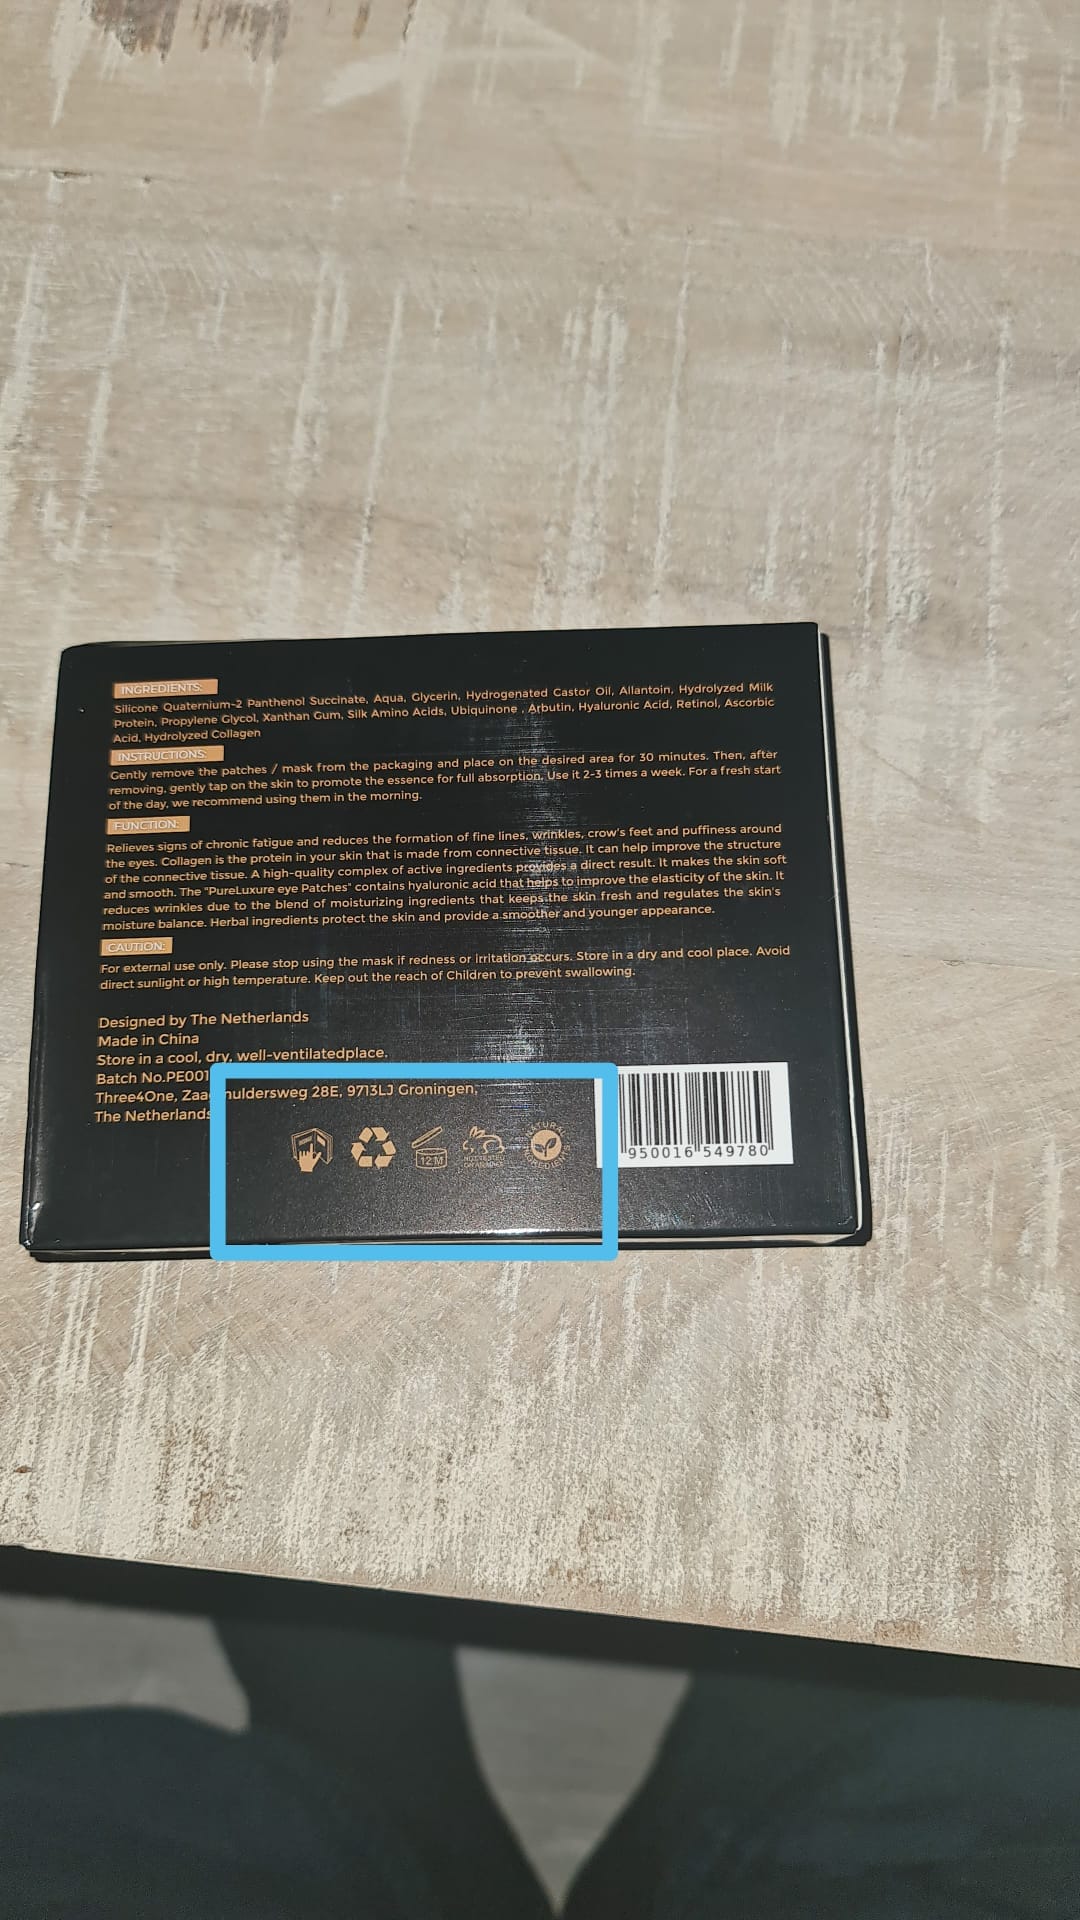 INGREDIENTS:
Silicone Quaternium-2 Panthenol Succinate, Aqua, Glycerin, Hydrogenated Castor Oil, Allantoin, Hydrolyzed Milk
Protein, Propylene Glycol, Xanthan Gum, Silk Amino Acids, Ubiquinone , Arbutin, Hyaluronic Acid, Retinol, Ascorbic
Acid, Hydrolyzed Collagen
INSTRUCTIONS:
Gently remove the patches / mask from the packaging and place on the desired area for 30 minutes. Then, after
removing, gently tap on the skin to promote the essence for full absorption. Use it 2-3 times a week. For a fresh start
of the day, we recommend using them in the morning.
FUNCTION:
Relieves signs of chronic fatigue and reduces the formation of fine lines, wrinkles, crow's feet and puffiness around
the eyes. Collagen is the protein in your skin that is made from connective tissue. It can help improve the structure
of the connective tissue. A high-quality complex of active ingredients provides a direct result. It makes the skin soft
and smooth. The "PureLuxure eye Patches" contains hyaluronic acid that helps to improve the elasticity of the skin. It
reduces wrinkles due to the blend of moisturizing ingredients that keeps the skin fresh and regulates the skin's
moisture balance. Herbal ingredients protect the skin and provide a smoother and younger appearance.
CAUTION:
For external use only. Please stop using the mask if redness or irritation occurs. Store in a dry and cool place. Avoid
direct sunlight or high temperature. Keep out the reach of Children to prevent swallowing.
Designed by The Netherlands
Made in China
Store in a cool, dry, well-ventilatedplace.
Batch No.PE001
Three4One, 28E, 9713LJ Groningen,
The Netherlands
12 M
NOT TESTED
ON ANIMALS
NATURAL
INGREDIENTS
950016 549780